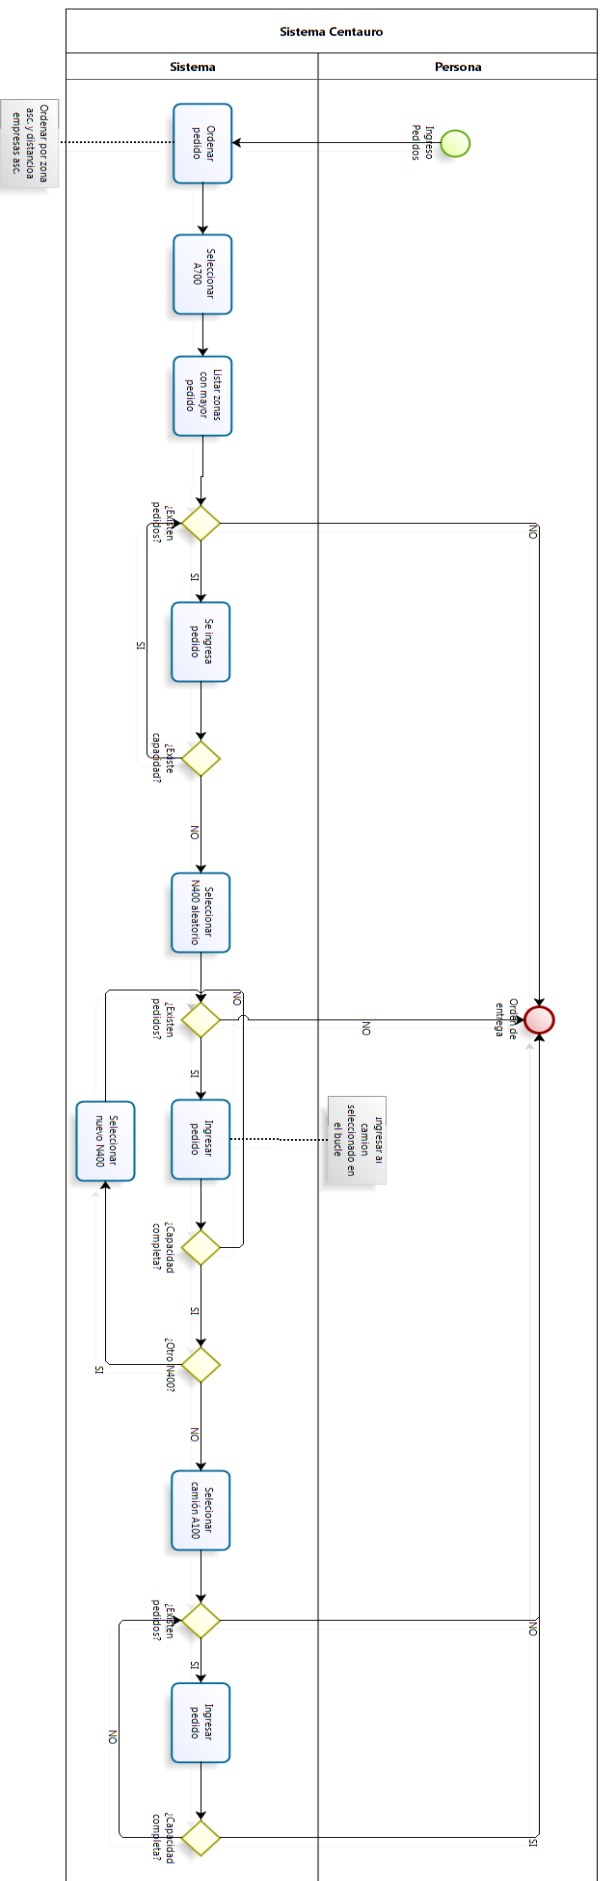 Sistema Centauro
Sistema
Persona
Ingreso
Pedidos
Ordenar
pedido
Ordenar por zona
asc. y distancioa
empresas asc.
Seleccionar
A700
Listar zonas
con mayor
pedido
¿Existen
pedidos?
NO
SI
Se ingresa
pedido
SI
¿Existe
capacidad?
NO
Seleccionar
N400 aleatorio
NO
¿Existen
pedidos?
NO
Orden de
entrega
SI
Ingresar
pedido
Ingresar al
camion
seleccionado en
el bucle
Seleccionar
nuevo N400
¿Capacidad
completa?
SI
¿Otro N400?
SI
NO
Selecionar
camión A100
¿Existen
pedidos?
NO
SI
Ingresar
pedido
NO
¿Capacidad
completa?
SI